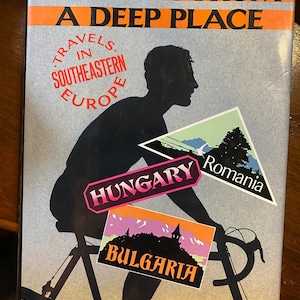 A DEEP PLACE
TRAVELS
IN
SOUTHEASTERN
EUROPE
Romania
HUNGARY
BULGARIA